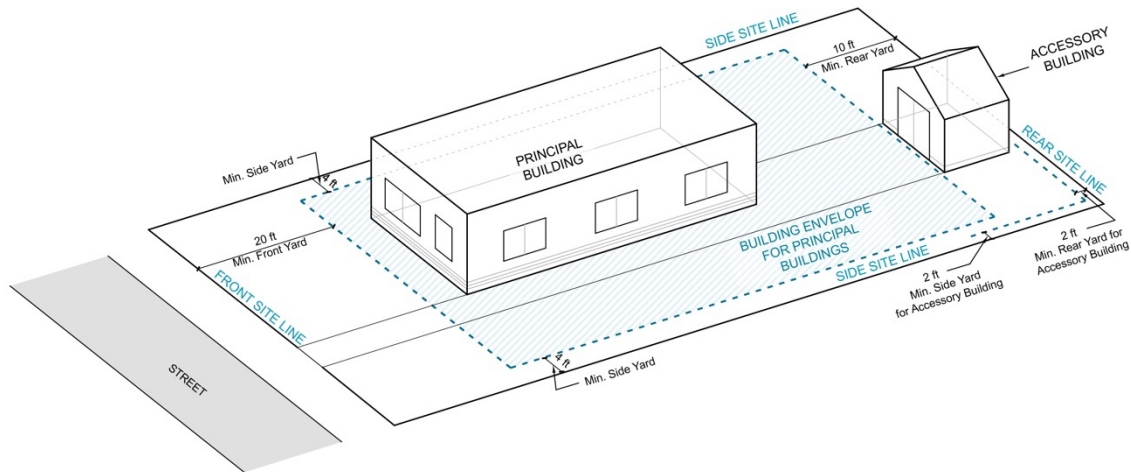 SIDE SITE LINE
10 ft
Min. Rear Yard
ACCESSORY
BUILDING
PRINCIPAL
BUILDING
REAR SITE LINE
Min. Side Yard
4 ft
20 ft
Min. Front Yard
BUILDING ENVELOPE
FOR PRINCIPAL
BUILDINGS
SIDE SITE LINE
2 ft
Min. Rear Yard for
Accessory Building
2 ft
Min. Side Yard
for Accessory Building
FRONT SITE LINE
4 ft
Min. Side Yard
STREET